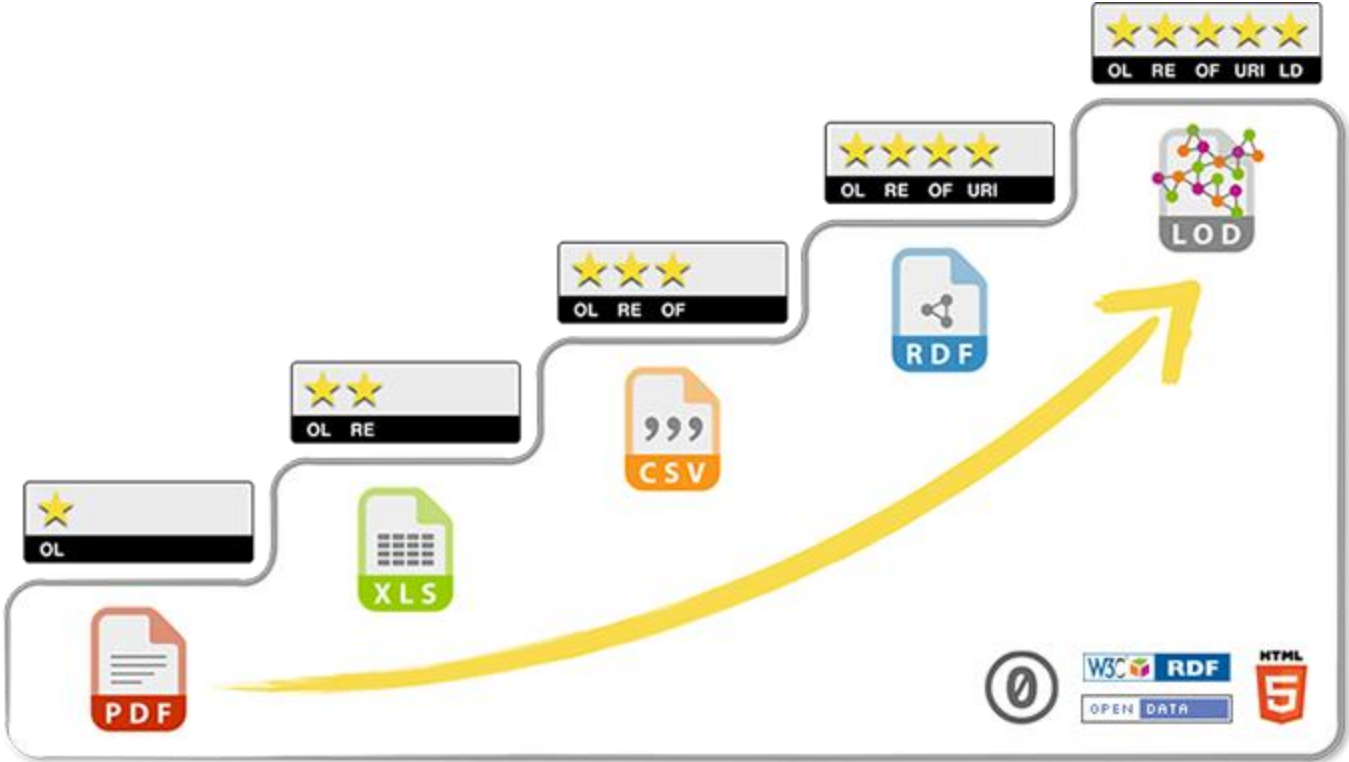 OL RE OF URI LD
LOD
OL RE OF URI
RDF
OL RE OF
CSV
OL RE
XLS
OL
PDF
0
W3C RDF
OPEN DATA
HTML
5